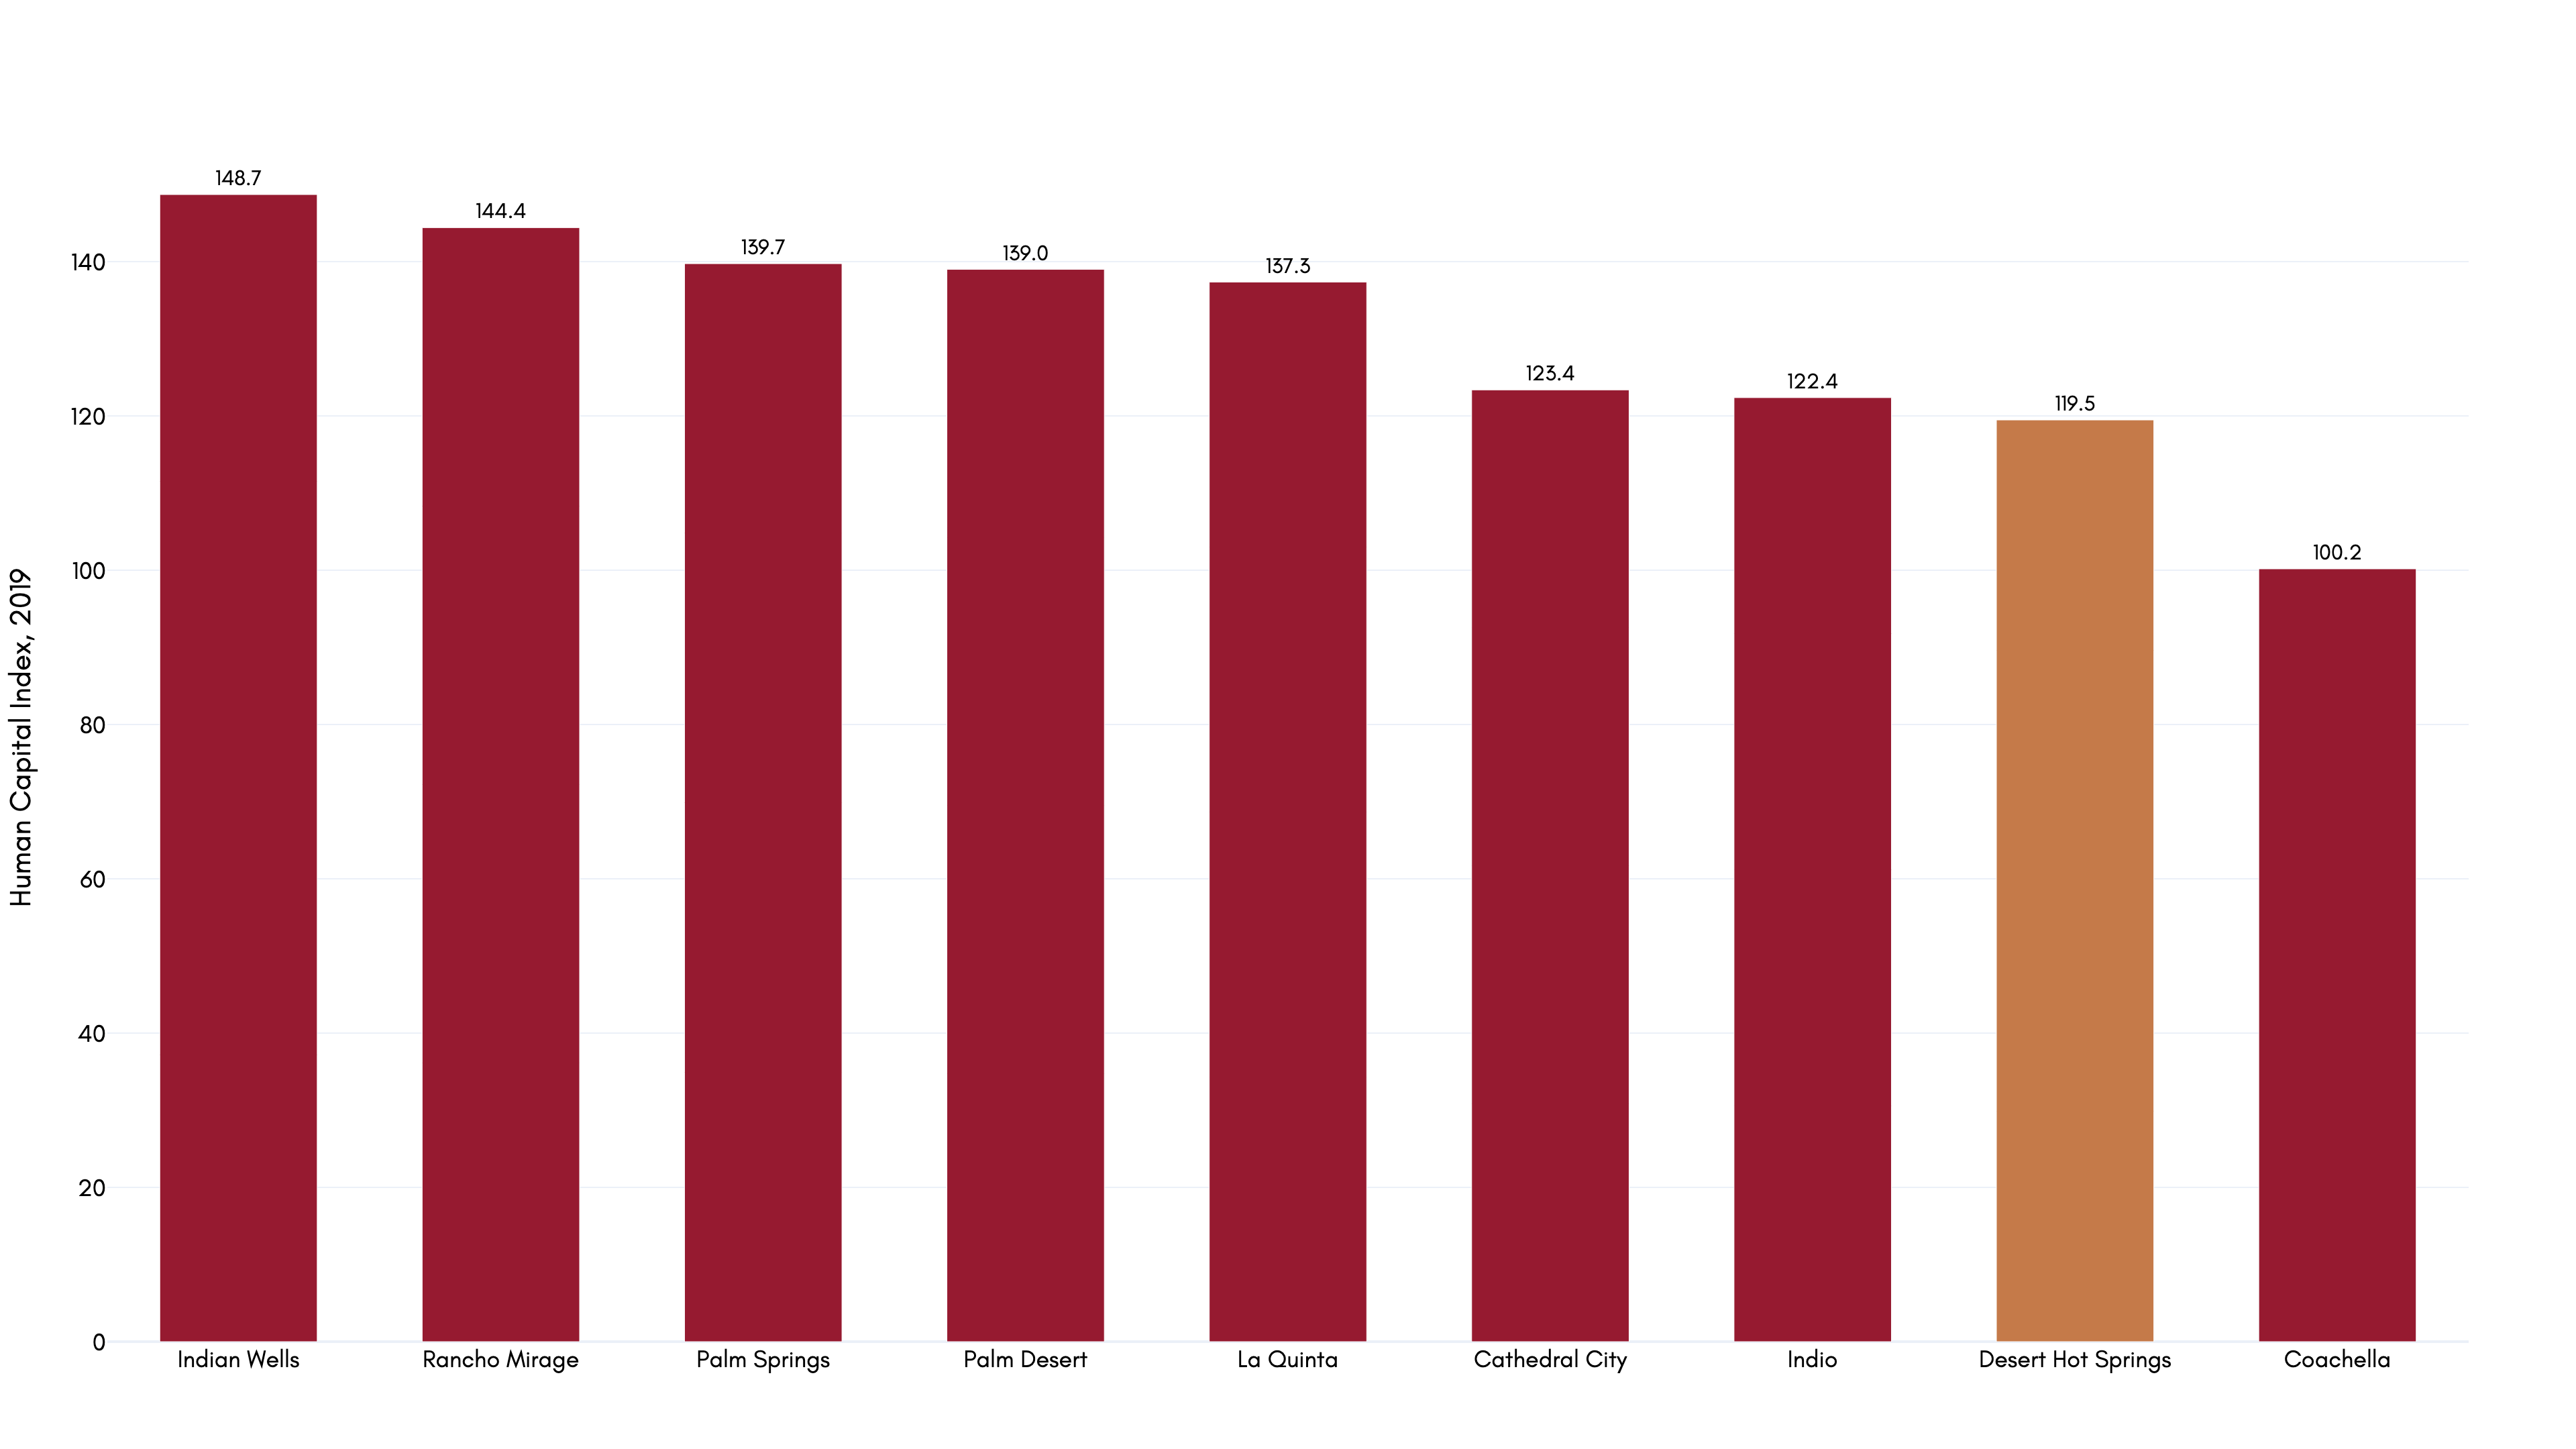 148.7
144.4
139.7
139.0
137.3
123.4
122.4
119.5
100.2
140
120
100
80
60
40
20
0
Human Capital Index, 2019
Indian Wells
Rancho Mirage
Palm Springs
Palm Desert
La Quinta
Cathedral City
Indio
Desert Hot Springs
Coachella